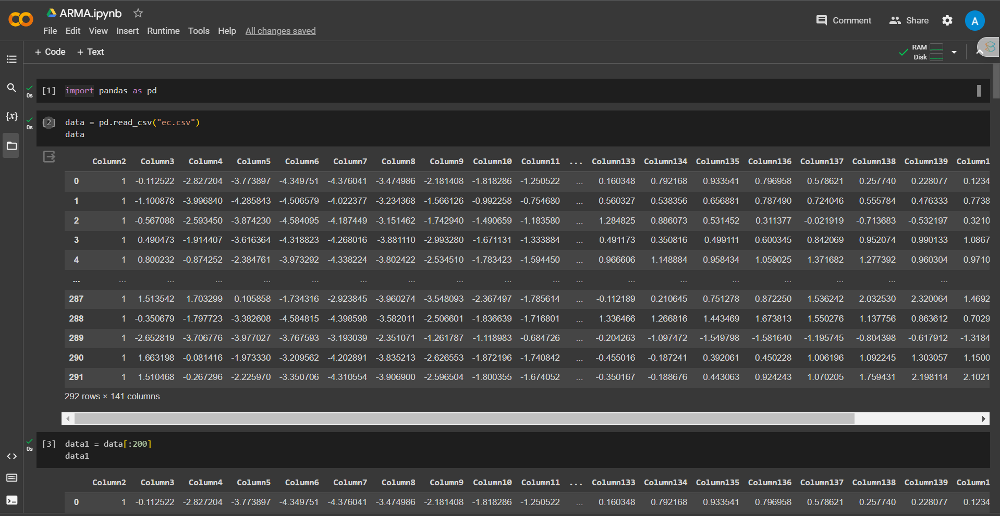 ARMA.ipynb
File Edit View Insert Runtime Tools Help All changes saved
Comment Share A
+ Code + Text
RAM
Disk
[1] import pandas as pd
0s
[2] data = pd.read_csv("ec.csv")
0s
data
Column2 Column3 Column4 Column5 Column6 Column7 Column8 Column9 Column10 Column11 ... Column133 Column134 Column135 Column136 Column137 Column138 Column139 Column1
0 1 -0.112522 -2.827204 -3.773897 -4.349751 -4.376041 -3.474986 -2.181408 -1.818286 -1.250522 ... 0.160348 0.792168 0.933541 0.796958 0.578621 0.257740 0.228077 0.1234
1 1 -1.100878 -3.996840 -4.285843 -4.506579 -4.022377 -3.234368 -1.566126 -0.992258 -0.754680 ... 0.560327 0.538356 0.656881 0.787490 0.724046 0.555784 0.476333 0.7738
2 1 -0.567088 -2.593450 -3.874230 -4.584095 -4.187449 -3.151462 -1.742940 -1.490659 -1.183580 ... 1.284825 0.886073 0.531452 0.311377 -0.021919 -0.713683 -0.532197 0.3210
3 1 0.490473 -1.914407 -3.616364 -4.318823 -4.268016 -3.881110 -2.993280 -1.671131 -1.333884 ... 0.491173 0.350816 0.499111 0.600345 0.842069 0.952074 0.990133 1.0867
4 1 0.800232 -0.874252 -2.384761 -3.973292 -4.338224 -3.802422 -2.534510 -1.783423 -1.594450 ... 0.966606 1.148884 0.958434 1.059025 1.371682 1.277392 0.960304 0.9710
... ... ... ... ... ... ... ... ... ... ... ... ... ... ... ... ... ... ...
287 1 1.513542 1.703299 0.105858 -1.734316 -2.923845 -3.960274 -3.548093 -2.367497 -1.785614 ... -0.112189 0.210645 0.751278 0.872250 1.536242 2.032530 2.320064 1.4692
288 1 -0.350679 -1.797723 -3.382608 -4.584815 -4.398598 -3.582011 -2.506601 -1.836639 -1.716801 ... 1.336466 1.266816 1.443469 1.673813 1.550276 1.137756 0.863612 0.7029
289 1 -2.652819 -3.706776 -3.977027 -3.767593 -3.193039 -2.351071 -1.261787 -1.118983 -0.684726 ... -0.204263 -1.097472 -1.549798 -1.581640 -1.195745 -0.804398 -0.617912 -1.3184
290 1 1.663198 -0.081416 -1.973330 -3.209562 -4.202891 -3.835213 -2.626553 -1.872196 -1.740842 ... -0.455016 -0.187241 0.392061 0.450228 1.006196 1.092245 1.303057 1.1500
291 1 1.510468 -0.267296 -2.225970 -3.350706 -4.310554 -3.906900 -2.596504 -1.800355 -1.674052 ... -0.350167 -0.188676 0.443063 0.924243 1.070205 1.759431 2.198114 2.1021
292 rows × 141 columns
[3] data1 = data[:200]
0s
data1
Column2 Column3 Column4 Column5 Column6 Column7 Column8 Column9 Column10 Column11 ... Column133 Column134 Column135 Column136 Column137 Column138 Column139 Column1
0 1 -0.112522 -2.827204 -3.773897 -4.349751 -4.376041 -3.474986 -2.181408 -1.818286 -1.250522 ... 0.160348 0.792168 0.933541 0.796958 0.578621 0.257740 0.228077 0.1234